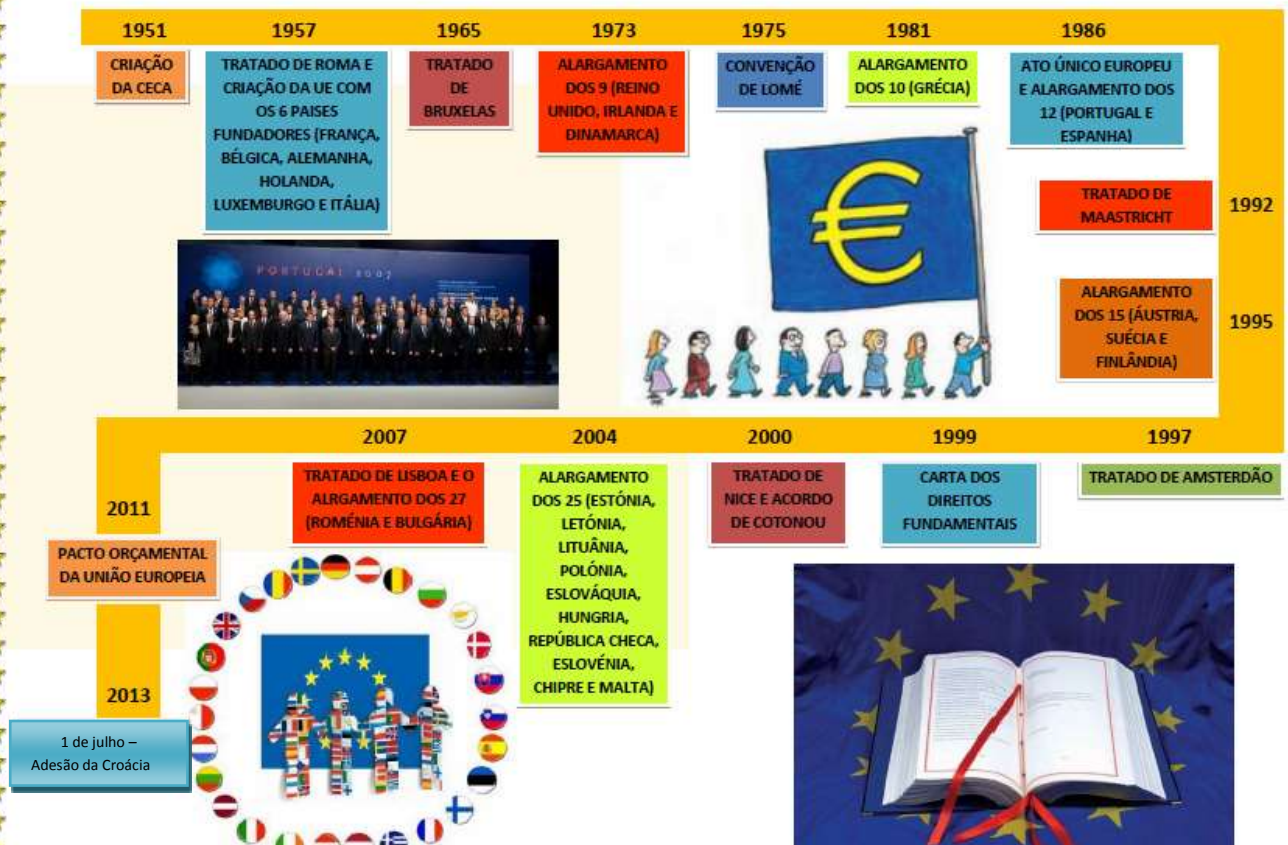 1951
1957
1965
1973
1975
1981
1986
CRIAÇÃO
DA CECA
TRATADO DE ROMA E
CRIAÇÃO DA UE COM
OS 6 PAISES
FUNDADORES (FRANÇA,
BÉLGICA, ALEMANHA,
HOLANDA,
LUXEMBURGO E ITÁLIA)
TRATADO
DE
BRUXELAS
ALARGAMENTO
DOS 9 (REINO
UNIDO, IRLANDA E
DINAMARCA)
CONVENÇÃO
DE LOMÉ
ALARGAMENTO
DOS 10 (GRÉCIA)
ATO ÚNICO EUROPEU
E ALARGAMENTO DOS
12 (PORTUGAL E
ESPANHA)
€
TRATADO DE
MAASTRICHT
1992
PORTUGAL 2007
ALARGAMENTO
DOS 15 (ÁUSTRIA,
SUÉCIA E
FINLÂNDIA)
1995
2007
2004
2000
1999
1997
TRATADO DE LISBOA E O
ALRGAMENTO DOS 27
(ROMÉNIA E BULGÁRIA)
ALARGAMENTO
DOS 25 (ESTÓNIA,
LETÓNIA,
LITUÂNIA,
POLÓNIA,
ESLOVÁQUIA,
HUNGRIA,
REPÚBLICA CHECA,
ESLOVÉNIA,
CHIPRE E MALTA)
TRATADO DE
NICE E ACORDO
DE COTONOU
CARTA DOS
DIREITOS
FUNDAMENTAIS
TRATADO DE AMSTERDÃO
2011
PACTO ORÇAMENTAL
DA UNIÃO EUROPEIA
2013
1 de julho –
Adesão da Croácia